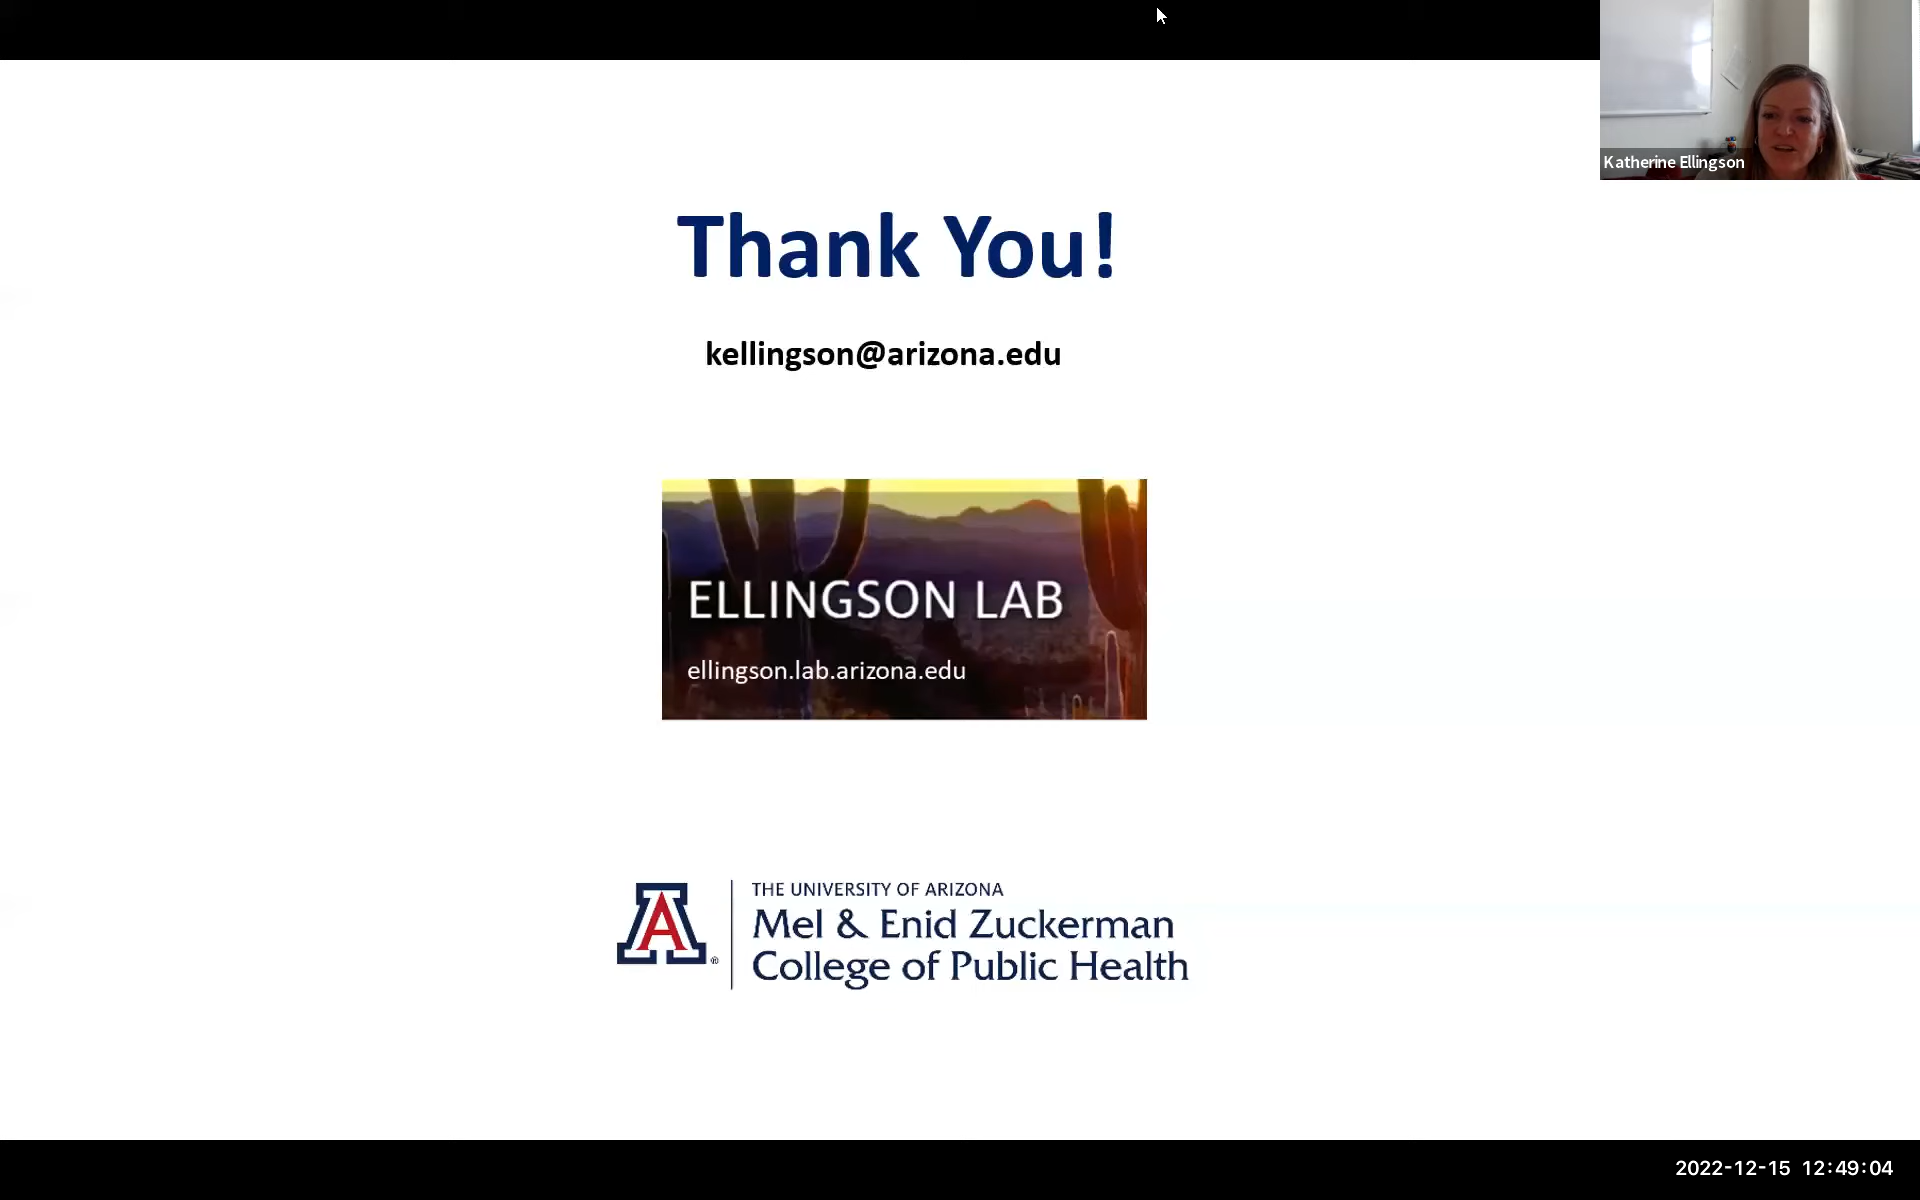 Katherine Ellingson
Thank You!
kellingson@arizona.edu
ELLINGSON LAB
ellingson.lab.arizona.edu
A ®
THE UNIVERSITY OF ARIZONA
Mel & Enid Zuckerman
College of Public Health
2022-12-15 12:49:04